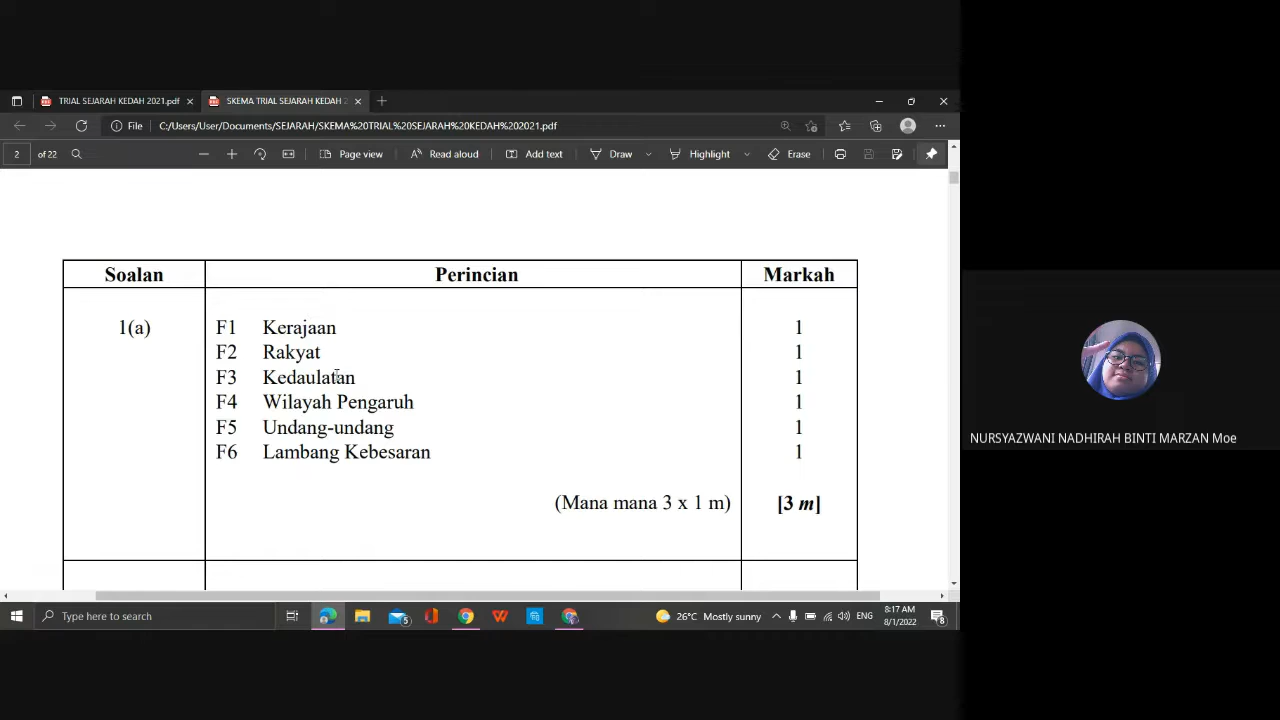 TRIAL SEJARAH KEDAH 2021.pdf
SKEMA TRIAL SEJARAH KEDAH 2
File C:/Users/User/Documents/SEJARAH/SKEMA%20TRIAL%20SEJARAH%20KEDAH%202021.pdf
2 of 22 Page view Read aloud Add text Draw Highlight Erase
Soalan Perincian Markah
1(a) F1 Kerajaan 1
F2 Rakyat 1
F3 Kedaulatan 1
F4 Wilayah Pengaruh 1
F5 Undang-undang 1
F6 Lambang Kebesaran 1
(Mana mana 3 x 1 m) [3 m]
NURSYAZWANI NADHIRAH BINTI MARZAN Moe
Type here to search 5 26°C Mostly sunny ENG 8:17 AM
8/1/2022 8